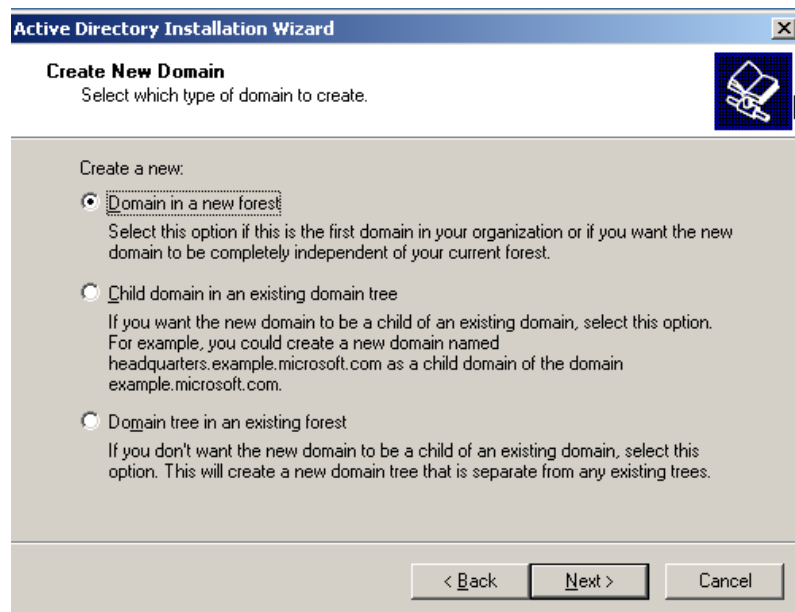 Active Directory Installation Wizard
Create New Domain
Select which type of domain to create.
Create a new:
Domain in a new forest
Select this option if this is the first domain in your organization or if you want the new
domain to be completely independent of your current forest.
Child domain in an existing domain tree
If you want the new domain to be a child of an existing domain, select this option.
For example, you could create a new domain named
headquarters.example.microsoft.com as a child domain of the domain
example.microsoft.com.
Domain tree in an existing forest
If you don't want the new domain to be a child of an existing domain, select this
option. This will create a new domain tree that is separate from any existing trees.
< Back Next > Cancel